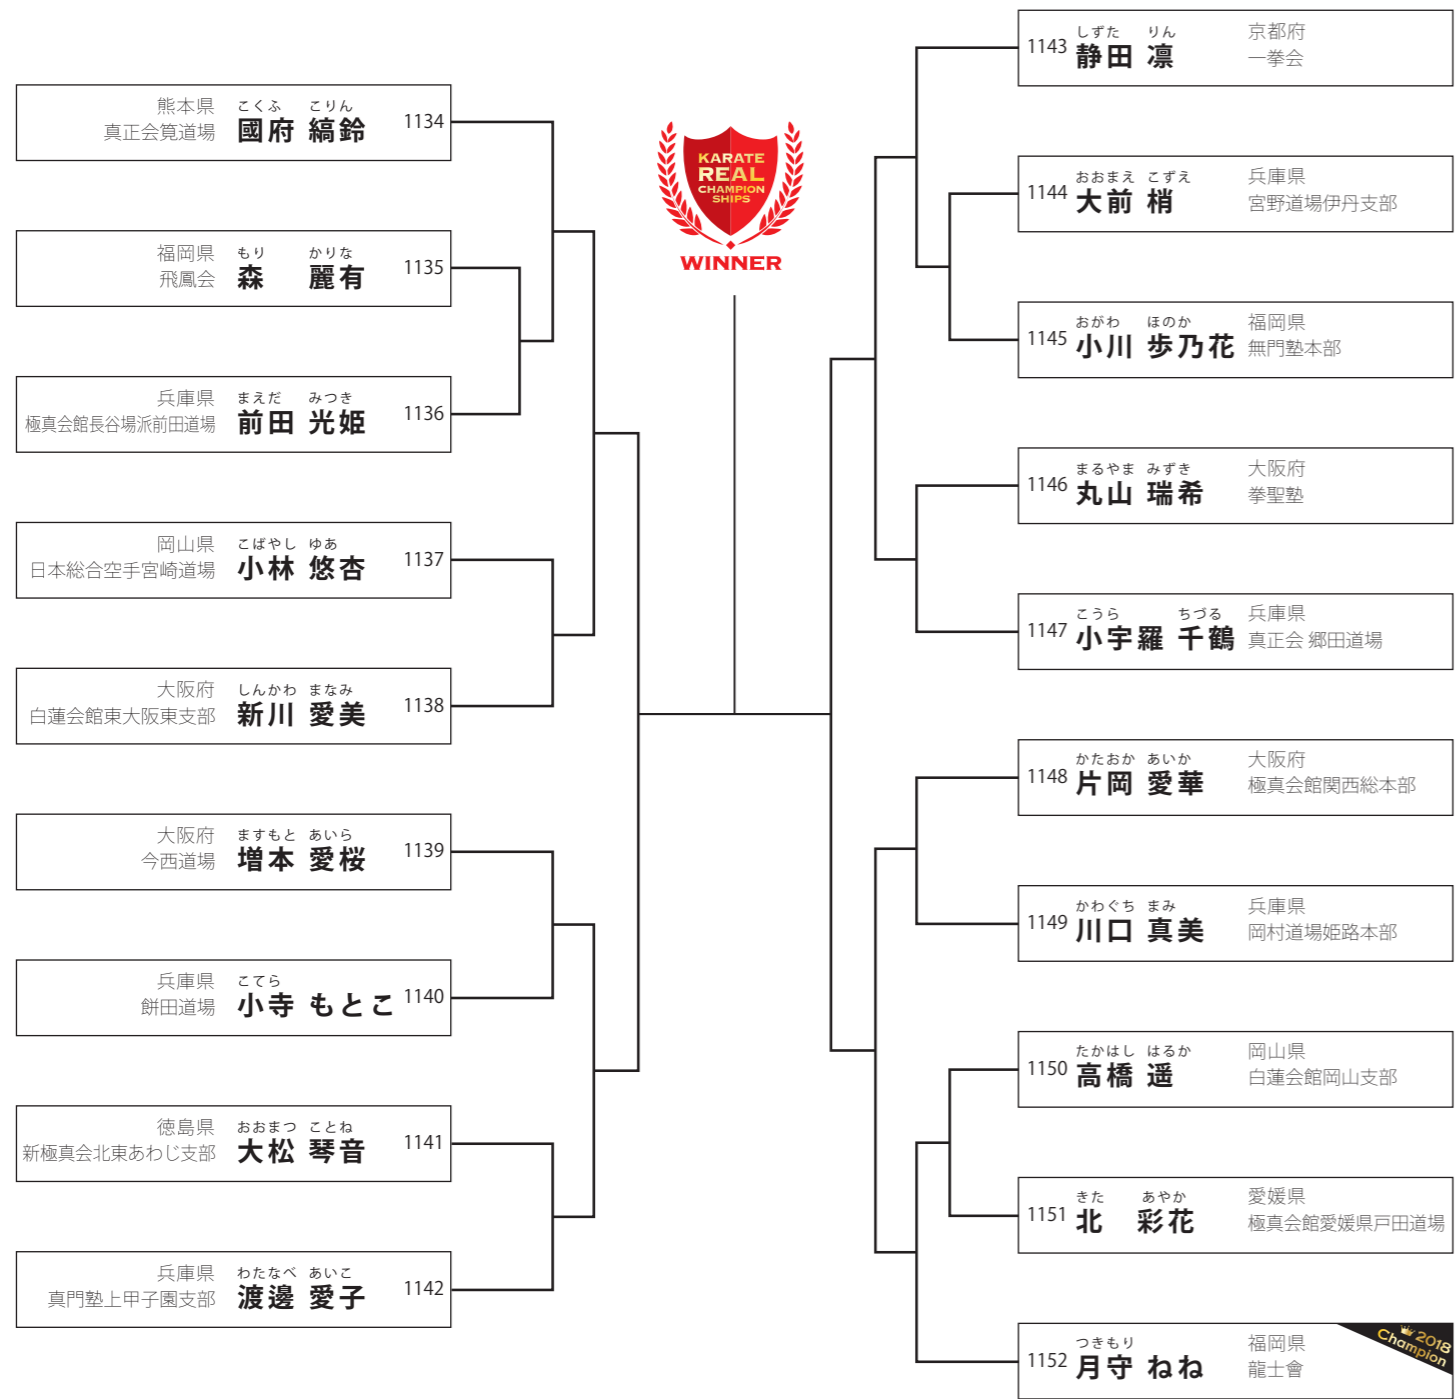 熊本県
真正会筧道場
こくふ こりん
國府 縞鈴
1134
福岡県
飛鳳会
もり かりな
森 麗有
1135
兵庫県
極真会館長谷場派前田道場
まえだ みつき
前田 光姫
1136
岡山県
日本総合空手宮崎道場
こばやし ゆあ
小林 悠杏
1137
大阪府
白蓮会館東大阪東支部
しんかわ まなみ
新川 愛美
1138
大阪府
今西道場
ますもと あいら
増本 愛桜
1139
兵庫県
餅田道場
こてら
小寺 もとこ
1140
徳島県
新極真会北東あわじ支部
おおまつ ことね
大松 琴音
1141
兵庫県
真門塾上甲子園支部
わたなべ あいこ
渡邊 愛子
1142
KARATE
REAL
CHAMPION
SHIPS
WINNER
1143
しずた りん
静田 凛
京都府
一拳会
1144
おおまえ こずえ
大前 梢
兵庫県
宮野道場伊丹支部
1145
おがわ ほのか
小川 歩乃花
福岡県
無門塾本部
1146
まるやま みずき
丸山 瑞希
大阪府
拳聖塾
1147
こうら ちづる
小宇羅 千鶴
兵庫県
真正会 郷田道場
1148
かたおか あいか
片岡 愛華
大阪府
極真会館関西総本部
1149
かわぐち まみ
川口 真美
兵庫県
岡村道場姫路本部
1150
たかはし はるか
高橋 遥
岡山県
白蓮会館岡山支部
1151
きた あやか
北 彩花
愛媛県
極真会館愛媛県戸田道場
1152
つきもり
月守 ねね
福岡県
龍士會
2018
Champion